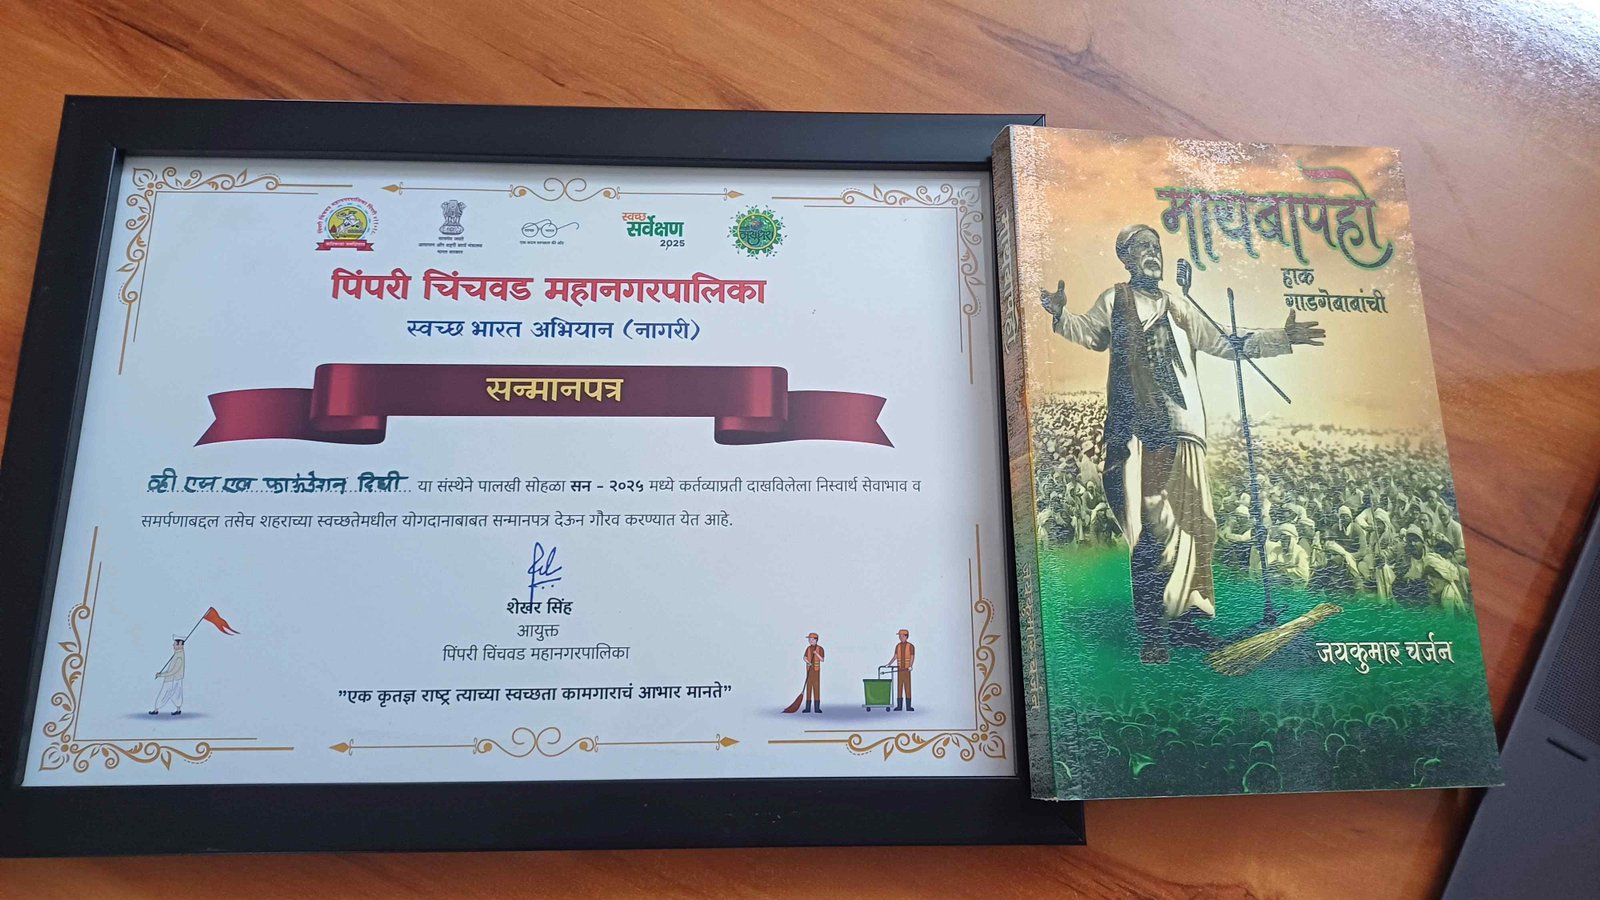 स्वच्छ
सर्वेक्षण
2025
पिंपरी चिंचवड महानगरपालिका
स्वच्छ भारत अभियान (नागरी)
सन्मानपत्र
व्ही एस एल फाउंडेशन दिघी या संस्थेने पालखी सोहळा सन - २०२५ मध्ये कर्तव्याप्रती दाखविलेला निस्वार्थ सेवाभाव व
समर्पणाबद्दल तसेच शहराच्या स्वच्छतेमधील योगदानाबाबत सन्मानपत्र देऊन गौरव करण्यात येत आहे.
शेखर सिंह
आयुक्त
पिंपरी चिंचवड महानगरपालिका
"एक कृतज्ञ राष्ट्र त्याच्या स्वच्छता कामगाराचं आभार मानते"
मायबापहो
हाक
गाडगेबाबांची
जयकुमार चर्जन